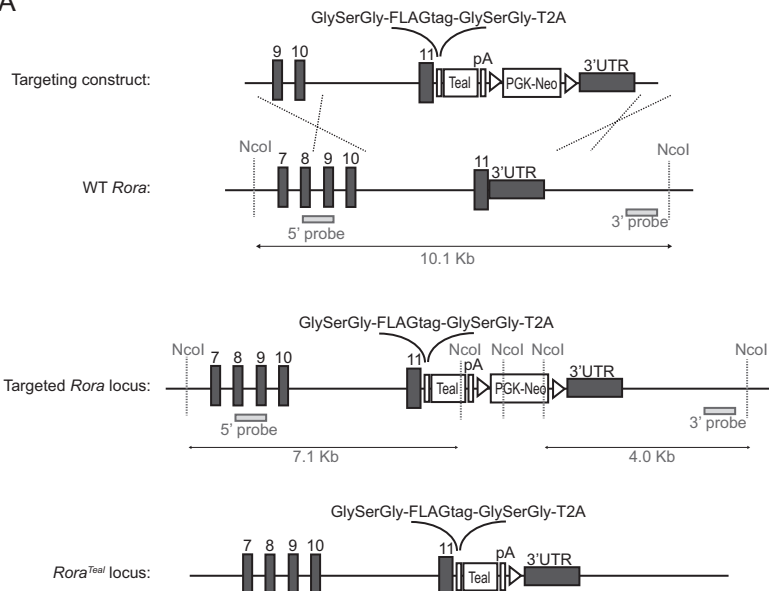 A
GlySerGly-FLAGtag-GlySerGly-T2A
9 10 11 pA 3'UTR
Targeting construct: Teal PGK-Neo
NcoI 7 8 9 10 11 3'UTR NcoI
WT Rora:
5' probe 3' probe
10.1 Kb
GlySerGly-FLAGtag-GlySerGly-T2A
NcoI 7 8 9 10 11 NcoI pA NcoI NcoI 3'UTR NcoI
Targeted Rora locus: Teal PGK-Neo
5' probe 3' probe
7.1 Kb 4.0 Kb
GlySerGly-FLAGtag-GlySerGly-T2A
7 8 9 10 11 pA 3'UTR
RoraTeal locus: Teal